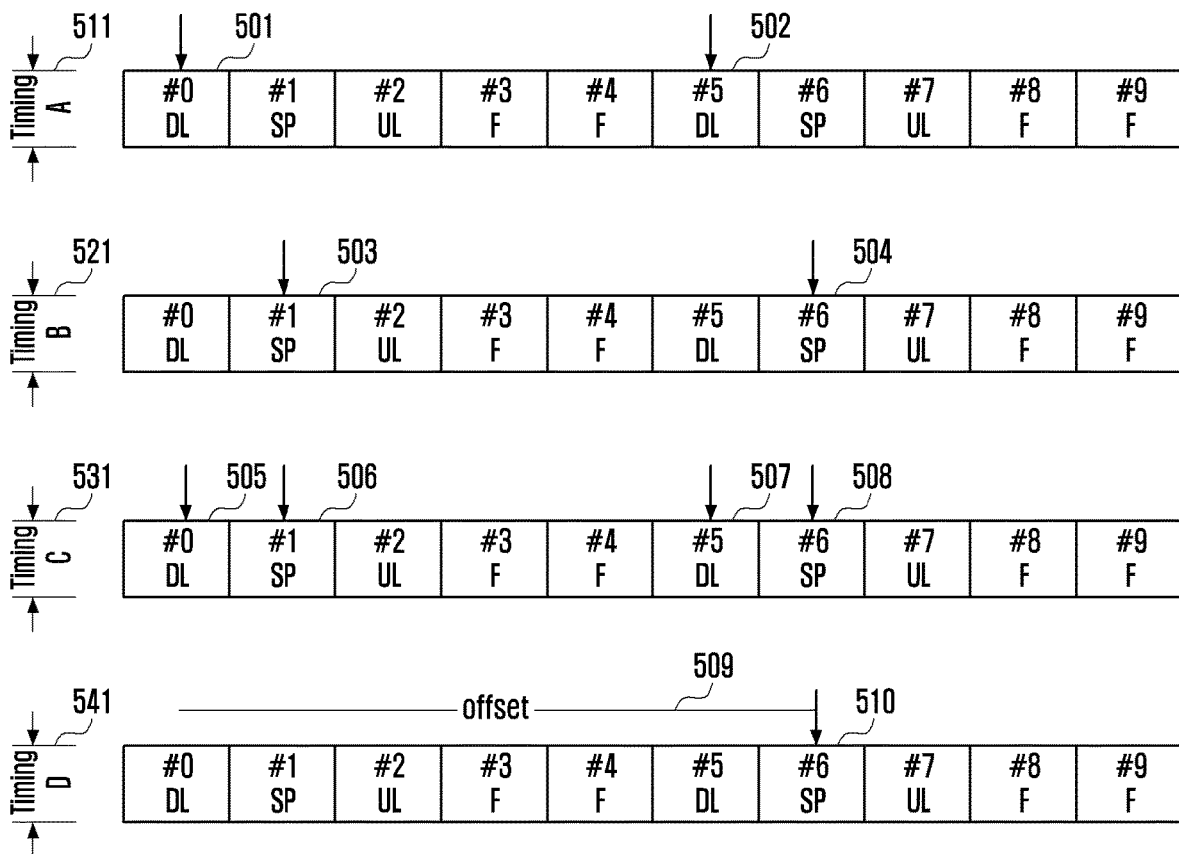 511 501 502
Timing A
#0 #1 #2 #3 #4 #5 #6 #7 #8 #9
DL SP UL F F DL SP UL F F
521 503 504
Timing B
#0 #1 #2 #3 #4 #5 #6 #7 #8 #9
DL SP UL F F DL SP UL F F
531 505 506 507 508
Timing C
#0 #1 #2 #3 #4 #5 #6 #7 #8 #9
DL SP UL F F DL SP UL F F
541 offset 509 510
Timing D
#0 #1 #2 #3 #4 #5 #6 #7 #8 #9
DL SP UL F F DL SP UL F F